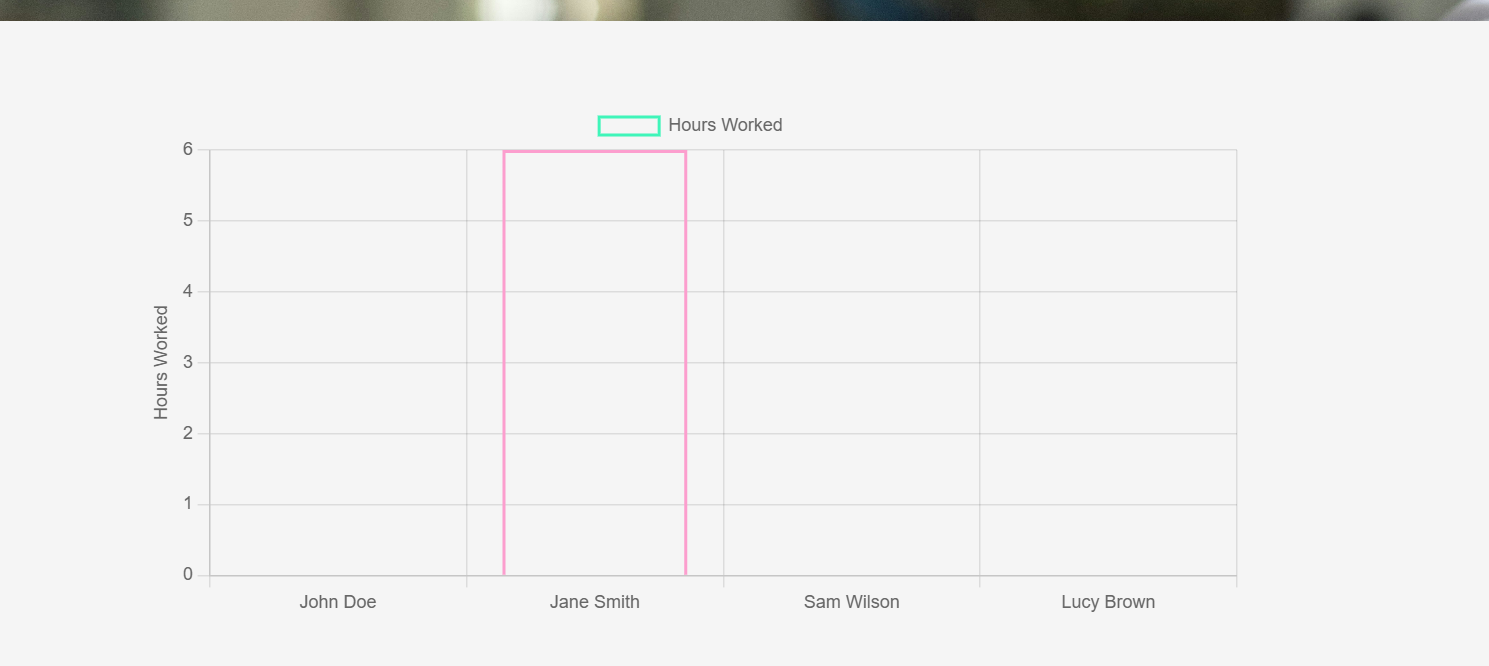 Hours Worked
6
5
4
3
2
1
0
Hours Worked
John Doe
Jane Smith
Sam Wilson
Lucy Brown